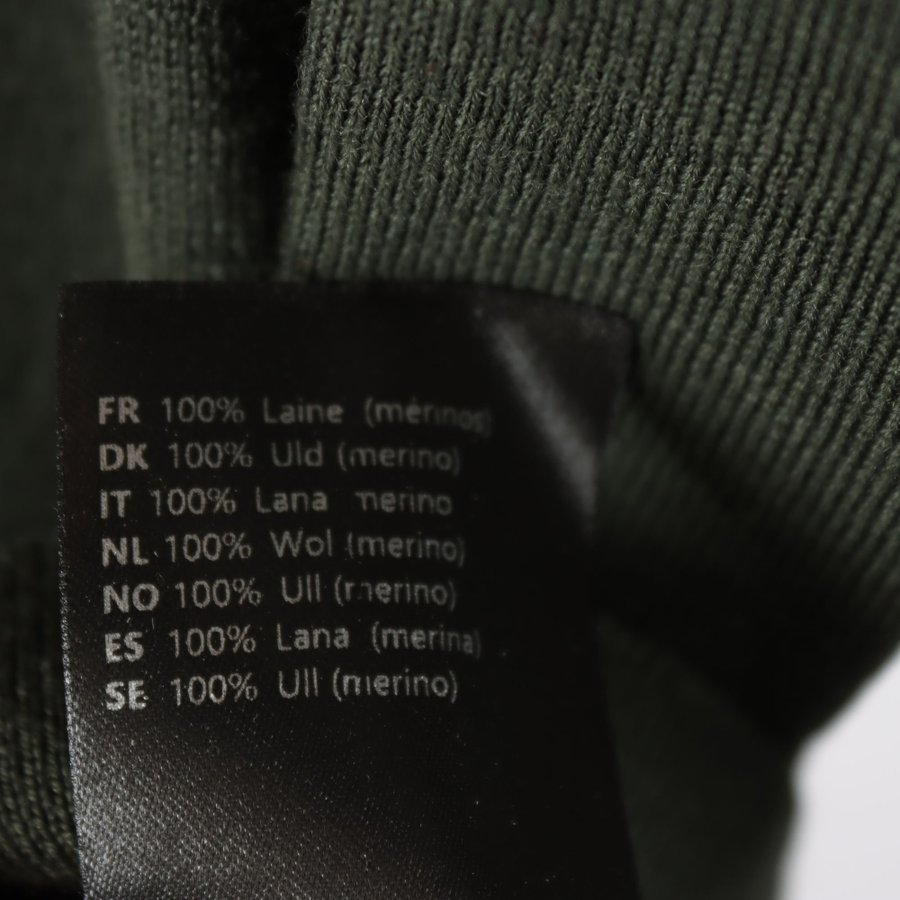 FR 100% Laine (mérinos)
DK 100% Uld (merino)
IT 100% Lana merino
NL 100% Wol (merino)
NO 100% Ull (merino)
ES 100% Lana (merina)
SE 100% Ull (merino)